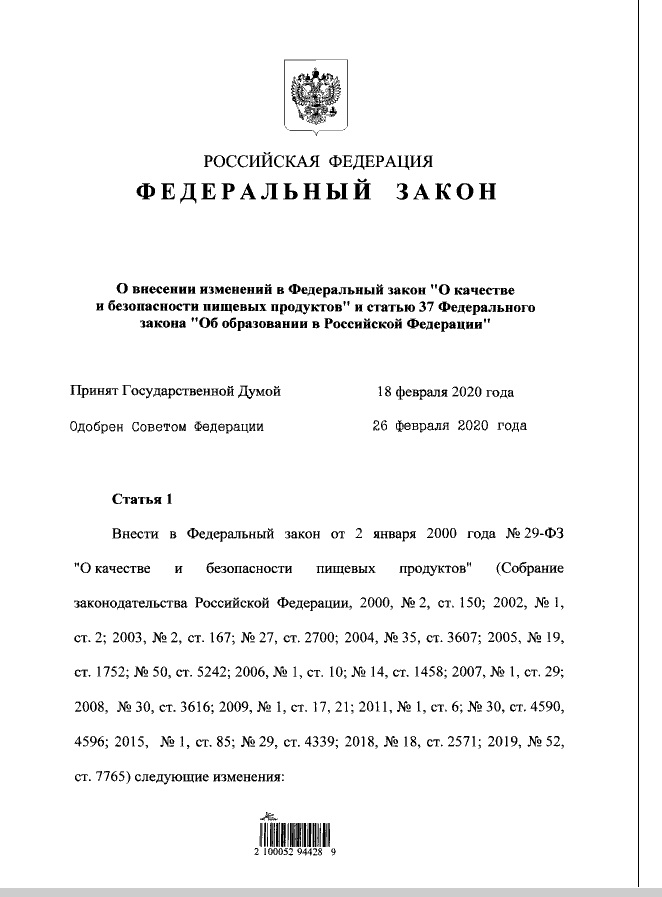 РОССИЙСКАЯ ФЕДЕРАЦИЯ
ФЕДЕРАЛЬНЫЙ ЗАКОН
О внесении изменений в Федеральный закон "О качестве
и безопасности пищевых продуктов" и статью 37 Федерального
закона "Об образовании в Российской Федерации"
Принят Государственной Думой 18 февраля 2020 года
Одобрен Советом Федерации 26 февраля 2020 года
Статья 1
Внести в Федеральный закон от 2 января 2000 года № 29-ФЗ
"О качестве и безопасности пищевых продуктов" (Собрание
законодательства Российской Федерации, 2000, № 2, ст. 150; 2002, № 1,
ст. 2; 2003, № 2, ст. 167; № 27, ст. 2700; 2004, № 35, ст. 3607; 2005, № 19,
ст. 1752; № 50, ст. 5242; 2006, № 1, ст. 10; № 14, ст. 1458; 2007, № 1, ст. 29;
2008, № 30, ст. 3616; 2009, № 1, ст. 17, 21; 2011, № 1, ст. 6; № 30, ст. 4590,
4596; 2015, № 1, ст. 85; № 29, ст. 4339; 2018, № 18, ст. 2571; 2019, № 52,
ст. 7765) следующие изменения:
2 100052 94428 9